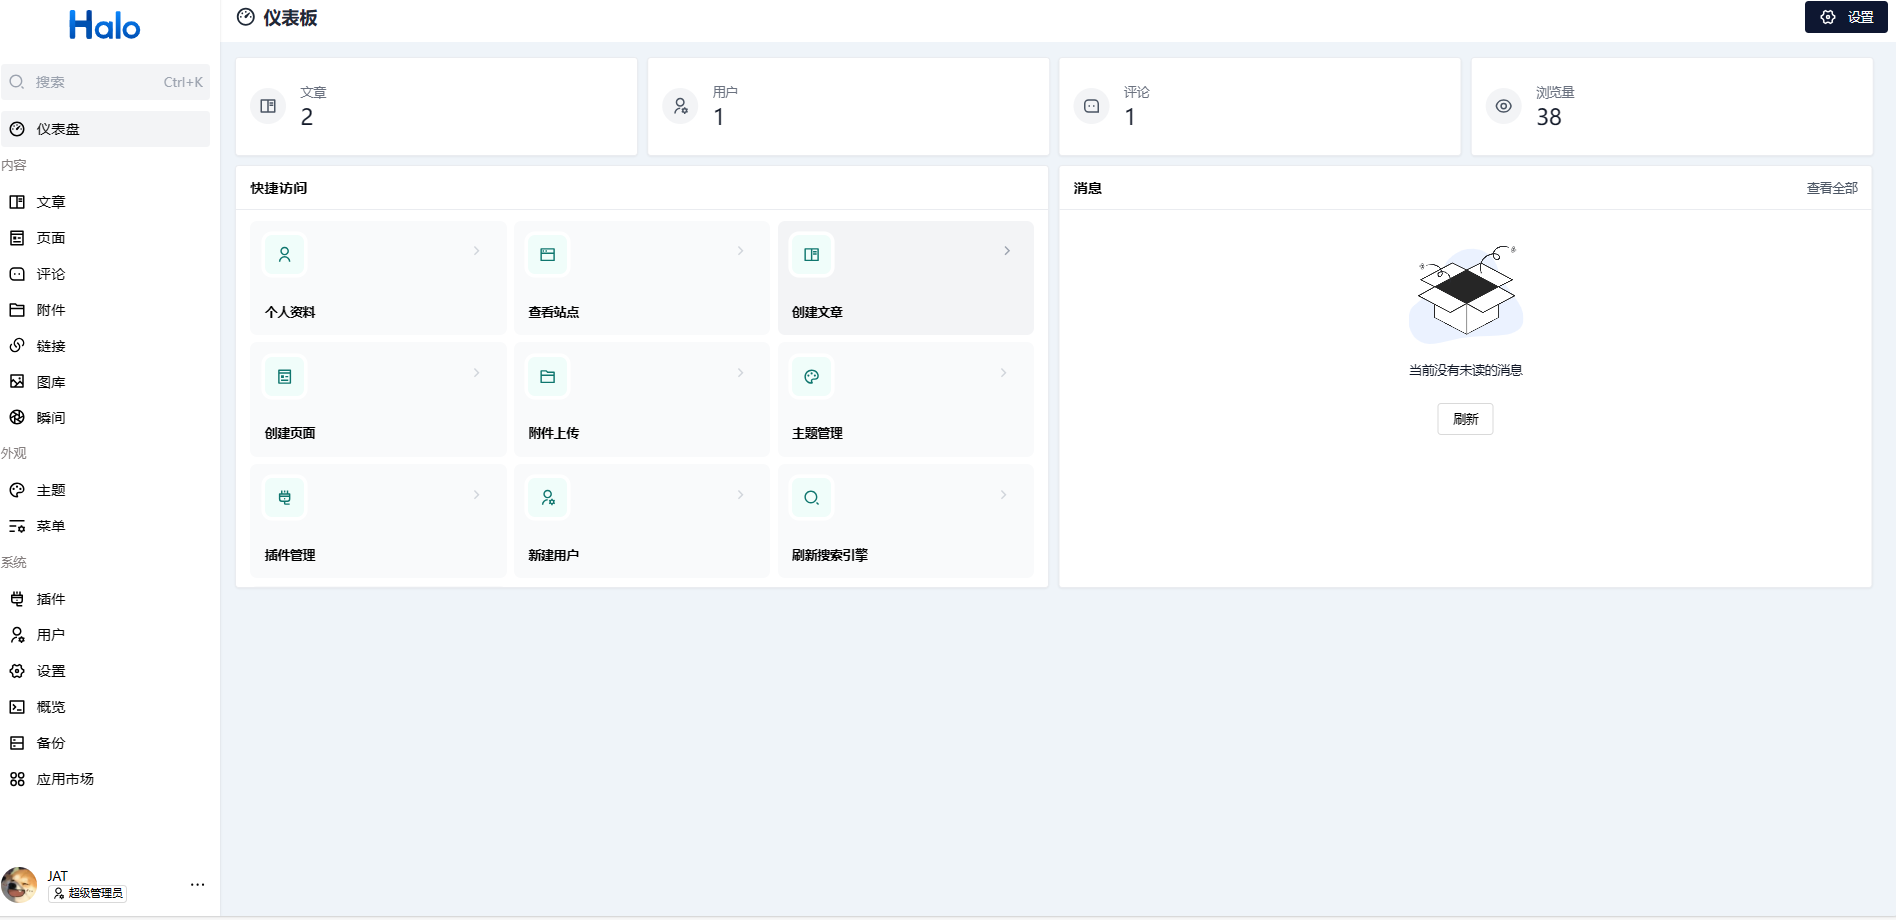 Halo
搜索 Ctrl+K
仪表盘
内容
文章
页面
评论
附件
链接
图库
瞬间
外观
主题
菜单
系统
插件
用户
设置
概览
备份
应用市场
JAT
超级管理员
仪表板
设置
文章
2
用户
1
评论
1
浏览量
38
快捷访问
个人资料
查看站点
创建文章
创建页面
附件上传
主题管理
插件管理
新建用户
刷新搜索引擎
消息
查看全部
当前没有未读的消息
刷新